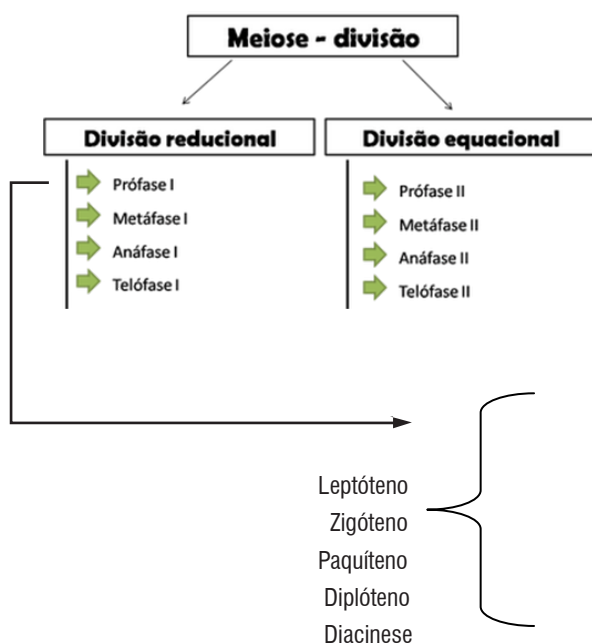 Meiose - divisão
Divisão reducional
Prófase I
Metáfase I
Anáfase I
Telófase I
Divisão equacional
Prófase II
Metáfase II
Anáfase II
Telófase II
Leptóteno
Zigóteno
Paquíteno
Diplóteno
Diacinese